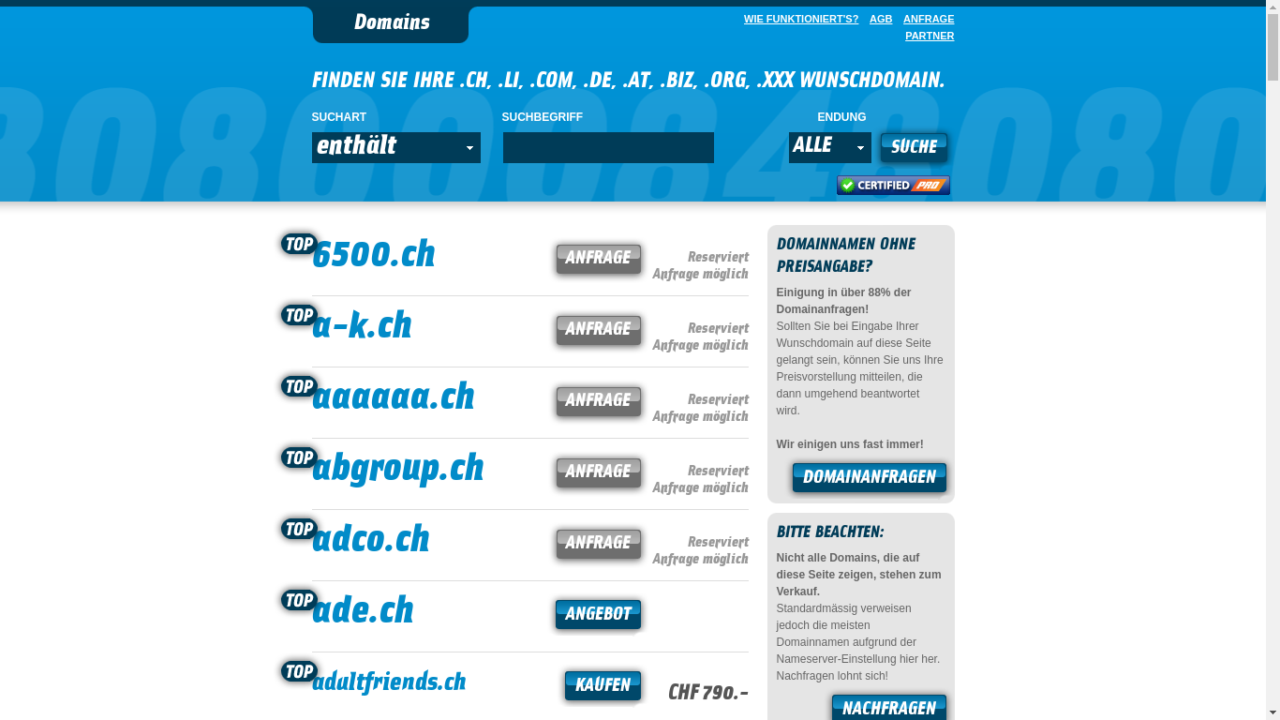 Domains
WIE FUNKTIONIERT'S? AGB ANFRAGE
PARTNER
FINDEN SIE IHRE .CH, .LI, .COM, .DE, .AT, .BIZ, .ORG, .XXX WUNSCHDOMAIN.
SUCHART SUCHBEGRIFF ENDUNG
enthält ALLE SUCHE
CERTIFIED PRO
TOP 6500.ch ANFRAGE Reserviert
Anfrage möglich
TOP a-k.ch ANFRAGE Reserviert
Anfrage möglich
TOP aaaaaa.ch ANFRAGE Reserviert
Anfrage möglich
TOP abgroup.ch ANFRAGE Reserviert
Anfrage möglich
TOP adco.ch ANFRAGE Reserviert
Anfrage möglich
TOP ade.ch ANGEBOT
TOP adultfriends.ch KAUFEN CHF 790.-
DOMAINNAMEN OHNE
PREISANGABE?
Einigung in über 88% der
Domainanfragen!
Sollten Sie bei Eingabe Ihrer
Wunschdomain auf diese Seite
gelangt sein, können Sie uns Ihre
Preisvorstellung mitteilen, die
dann umgehend beantwortet
wird.
Wir einigen uns fast immer!
DOMAINANFRAGEN
BITTE BEACHTEN:
Nicht alle Domains, die auf
diese Seite zeigen, stehen zum
Verkauf.
Standardmässig verweisen
jedoch die meisten
Domainnamen aufgrund der
Nameserver-Einstellung hier her.
Nachfragen lohnt sich!
NACHFRAGEN